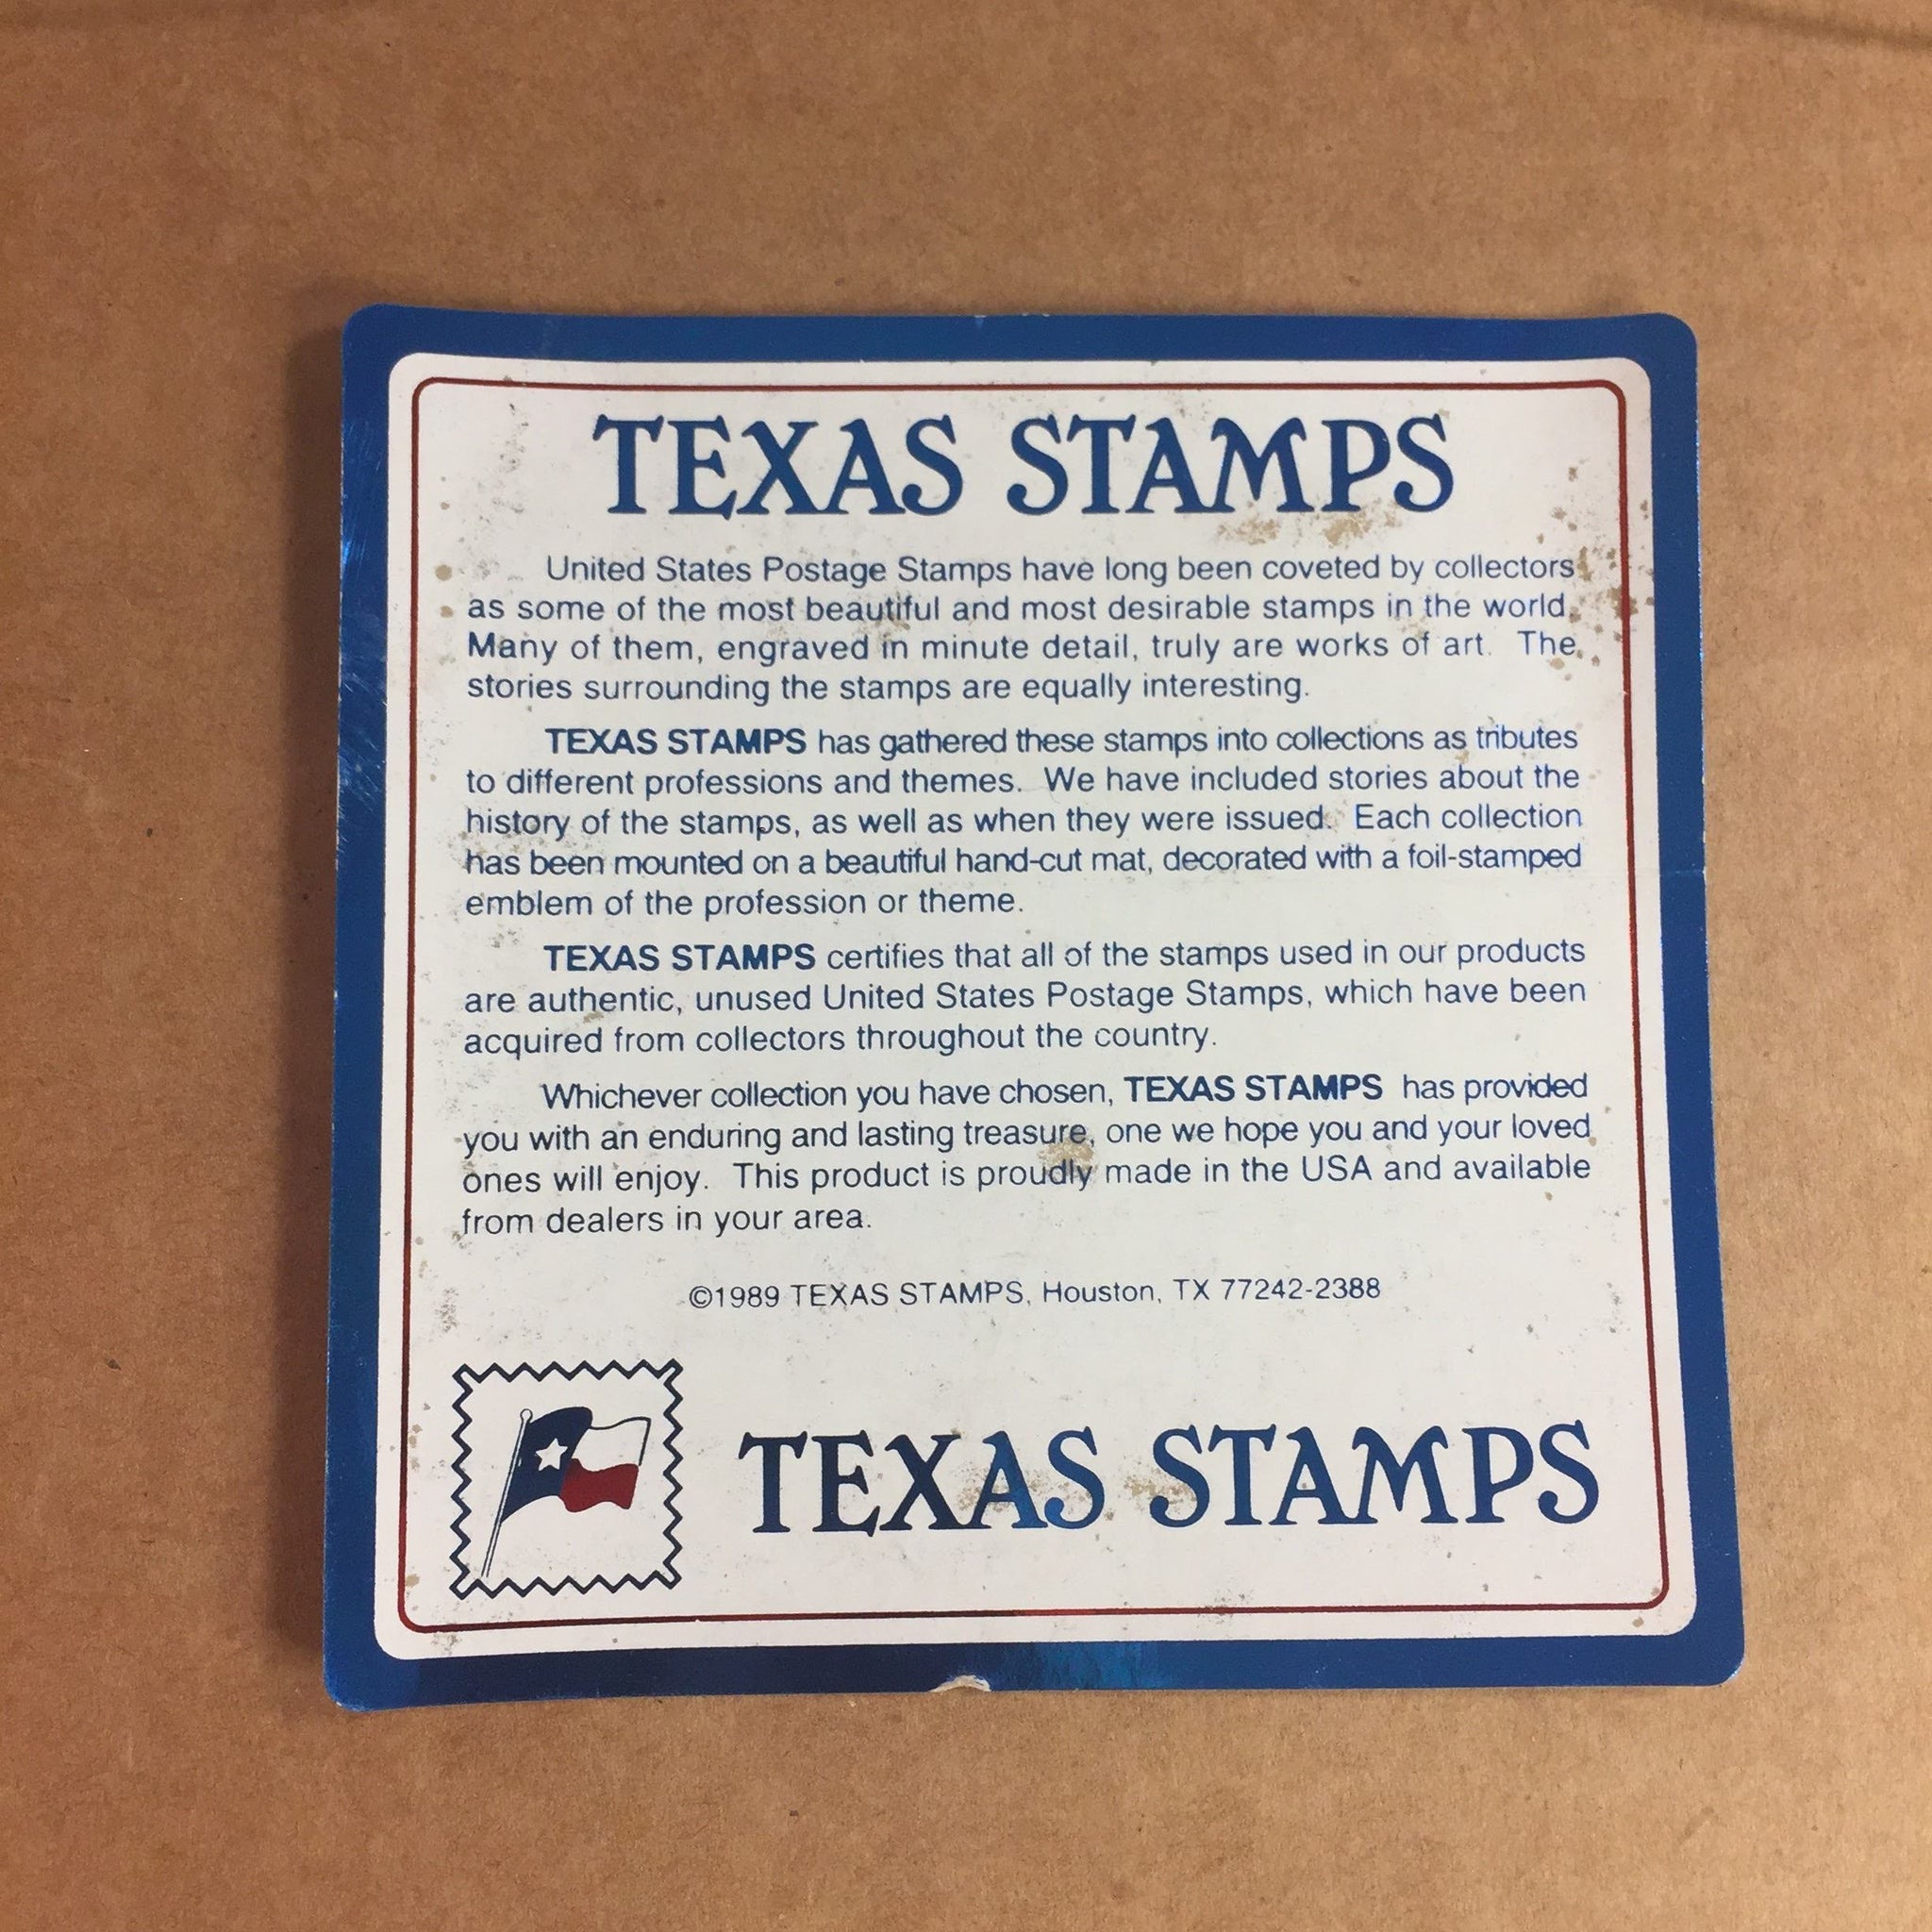 TEXAS STAMPS
United States Postage Stamps have long been coveted by collectors
as some of the most beautiful and most desirable stamps in the world.
Many of them, engraved in minute detail, truly are works of art. The
stories surrounding the stamps are equally interesting.
TEXAS STAMPS has gathered these stamps into collections as tributes
to different professions and themes. We have included stories about the
history of the stamps, as well as when they were issued. Each collection
has been mounted on a beautiful hand-cut mat, decorated with a foil-stamped
emblem of the profession or theme.
TEXAS STAMPS certifies that all of the stamps used in our products
are authentic, unused United States Postage Stamps, which have been
acquired from collectors throughout the country.
Whichever collection you have chosen, TEXAS STAMPS has provided
you with an enduring and lasting treasure, one we hope you and your loved
ones will enjoy. This product is proudly made in the USA and available
from dealers in your area.
©1989 TEXAS STAMPS, Houston, TX 77242-2388
TEXAS STAMPS